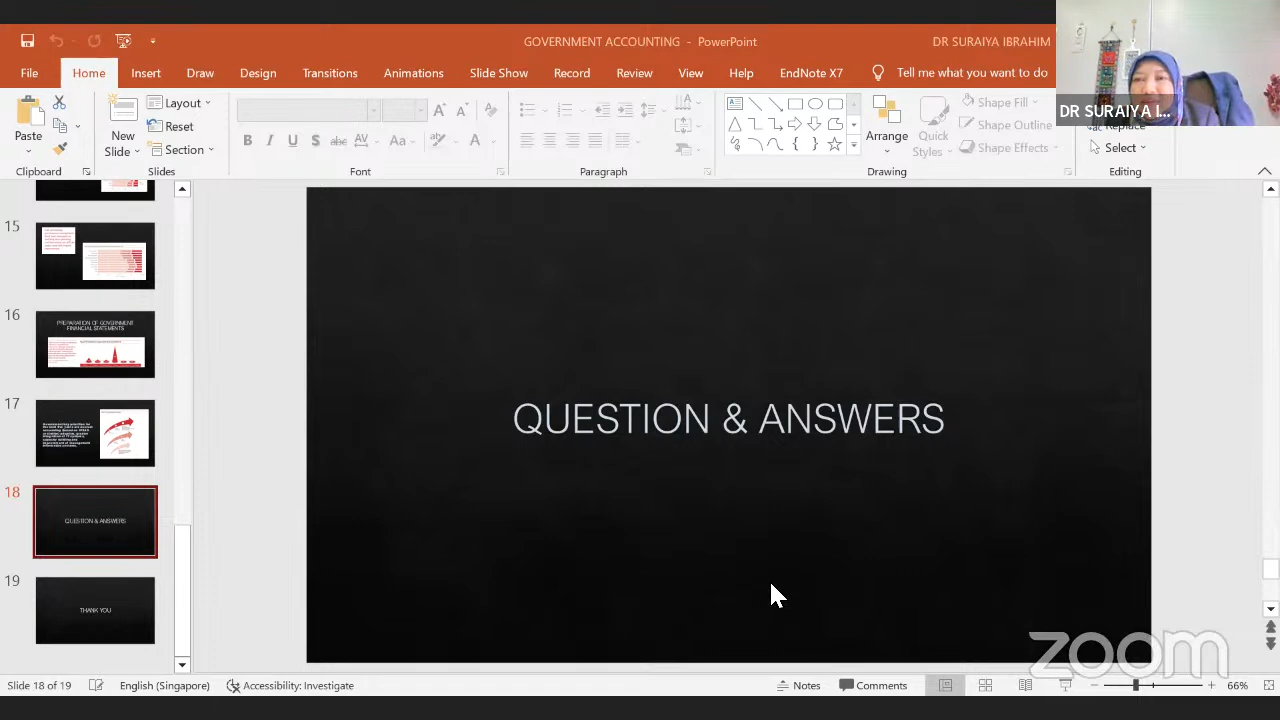 GOVERNMENT ACCOUNTING - PowerPoint
DR SURAIYA IBRAHIM
File
Home
Insert
Draw
Design
Transitions
Animations
Slide Show
Record
Review
View
Help
EndNote X7
Tell me what you want to do
DR SURAIYA I...
Paste
New
Slide
Layout
Reset
Section
B I U S abc AV Aa A
Arrange
Quick
Styles
Shape Fill
Shape Outline
Shape Effects
Replace
Select
Clipboard
Slides
Font
Paragraph
Drawing
Editing
15
16
PREPARATION OF GOVERNMENT
FINANCIAL STATEMENTS
17
18
QUESTION & ANSWERS
19
THANK YOU
QUESTION & ANSWERS
zoom
Slide 18 of 19
English (Singapore)
Accessibility: Investigate
Notes
Comments
66%